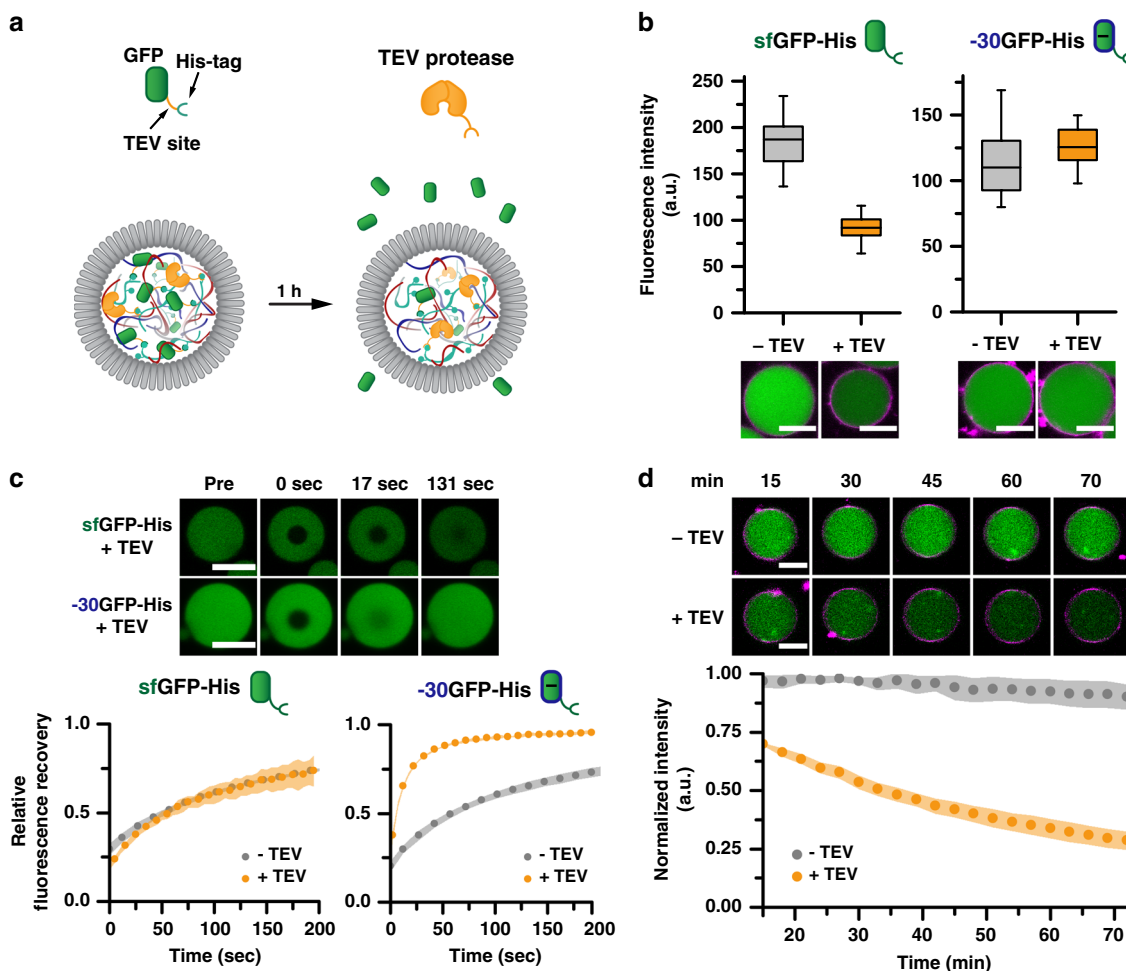 a
GFP
His-tag
TEV site
TEV protease
1 h
b
sfGFP-His
-30GFP-His
Fluorescence intensity
(a.u.)
250
200
150
100
50
0
150
125
100
75
50
– TEV
+ TEV
- TEV
+ TEV
c
Pre
0 sec
17 sec
131 sec
sfGFP-His
+ TEV
-30GFP-His
+ TEV
sfGFP-His
-30GFP-His
Relative
fluorescence recovery
1.0
0.5
0.0
- TEV
+ TEV
0
50
100
150
200
Time (sec)
1.0
0.5
0.0
- TEV
+ TEV
0
50
100
150
200
Time (sec)
d
min
15
30
45
60
70
– TEV
+ TEV
Normalized intensity
(a.u.)
1.00
0.75
0.50
0.25
0.00
- TEV
+ TEV
20
30
40
50
60
70
Time (min)